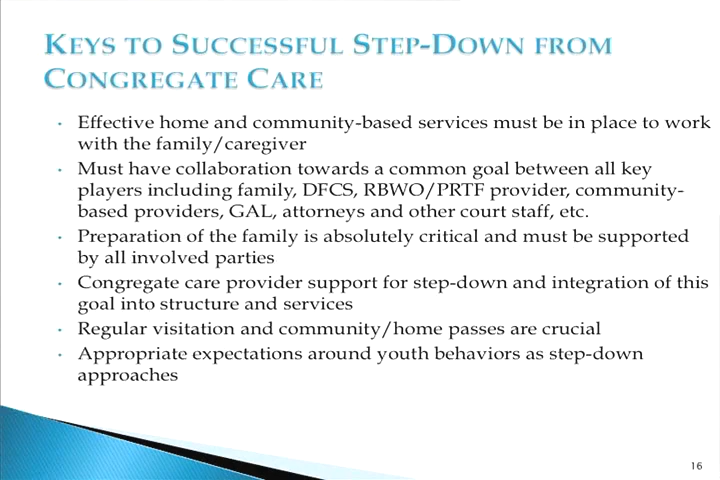 KEYS TO SUCCESSFUL STEP-DOWN FROM
CONGREGATE CARE
• Effective home and community-based services must be in place to work
with the family/caregiver
• Must have collaboration towards a common goal between all key
players including family, DFCS, RBWO/PRTF provider, community-
based providers, GAL, attorneys and other court staff, etc.
• Preparation of the family is absolutely critical and must be supported
by all involved parties
• Congregate care provider support for step-down and integration of this
goal into structure and services
• Regular visitation and community/home passes are crucial
• Appropriate expectations around youth behaviors as step-down
approaches
16